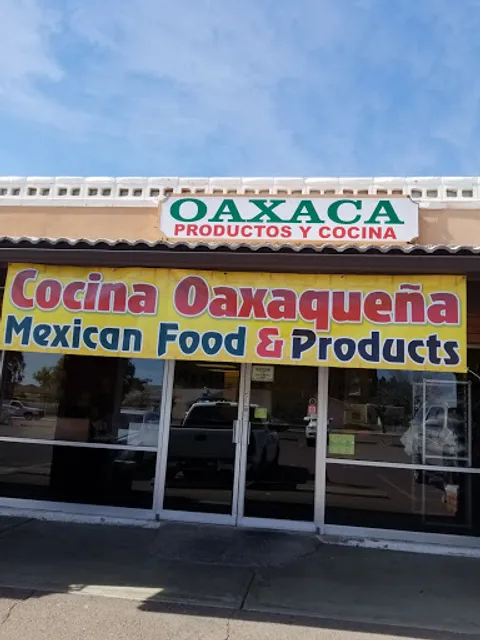 OAXACA
PRODUCTOS Y COCINA
Cocina Oaxaqueña
Mexican Food & Products